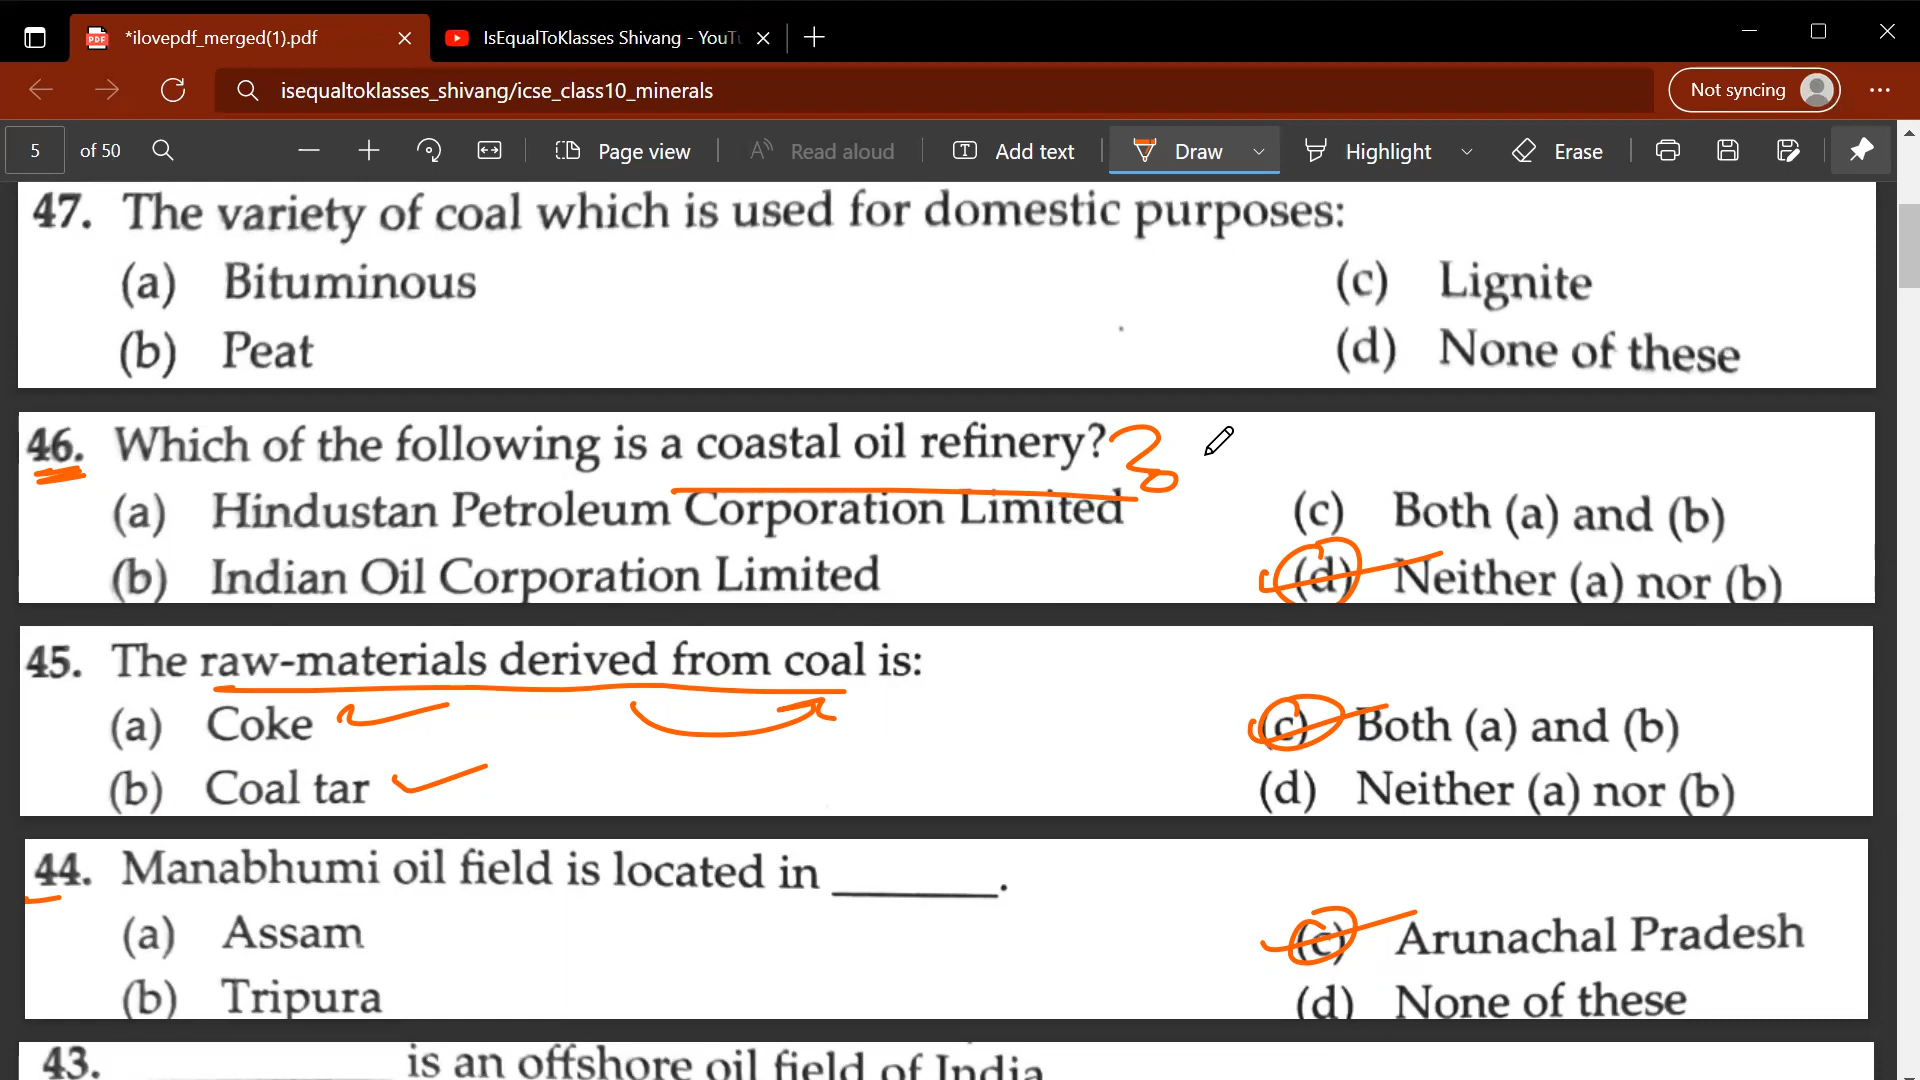 *ilovepdf_merged(1).pdf
IsEqualToKlasses Shivang - YouTu
isequaltoklasses_shivang/icse_class10_minerals
Not syncing
5 of 50
Page view
Read aloud
Add text
Draw
Highlight
Erase
47. The variety of coal which is used for domestic purposes:
(a) Bituminous
(c) Lignite
(b) Peat
(d) None of these
46. Which of the following is a coastal oil refinery?
(a) Hindustan Petroleum Corporation Limited
(c) Both (a) and (b)
(b) Indian Oil Corporation Limited
(d) Neither (a) nor (b)
45. The raw-materials derived from coal is:
(a) Coke
(c) Both (a) and (b)
(b) Coal tar
(d) Neither (a) nor (b)
44. Manabhumi oil field is located in ______.
(a) Assam
(c) Arunachal Pradesh
(b) Tripura
(d) None of these
43. ______ is an offshore oil field of India